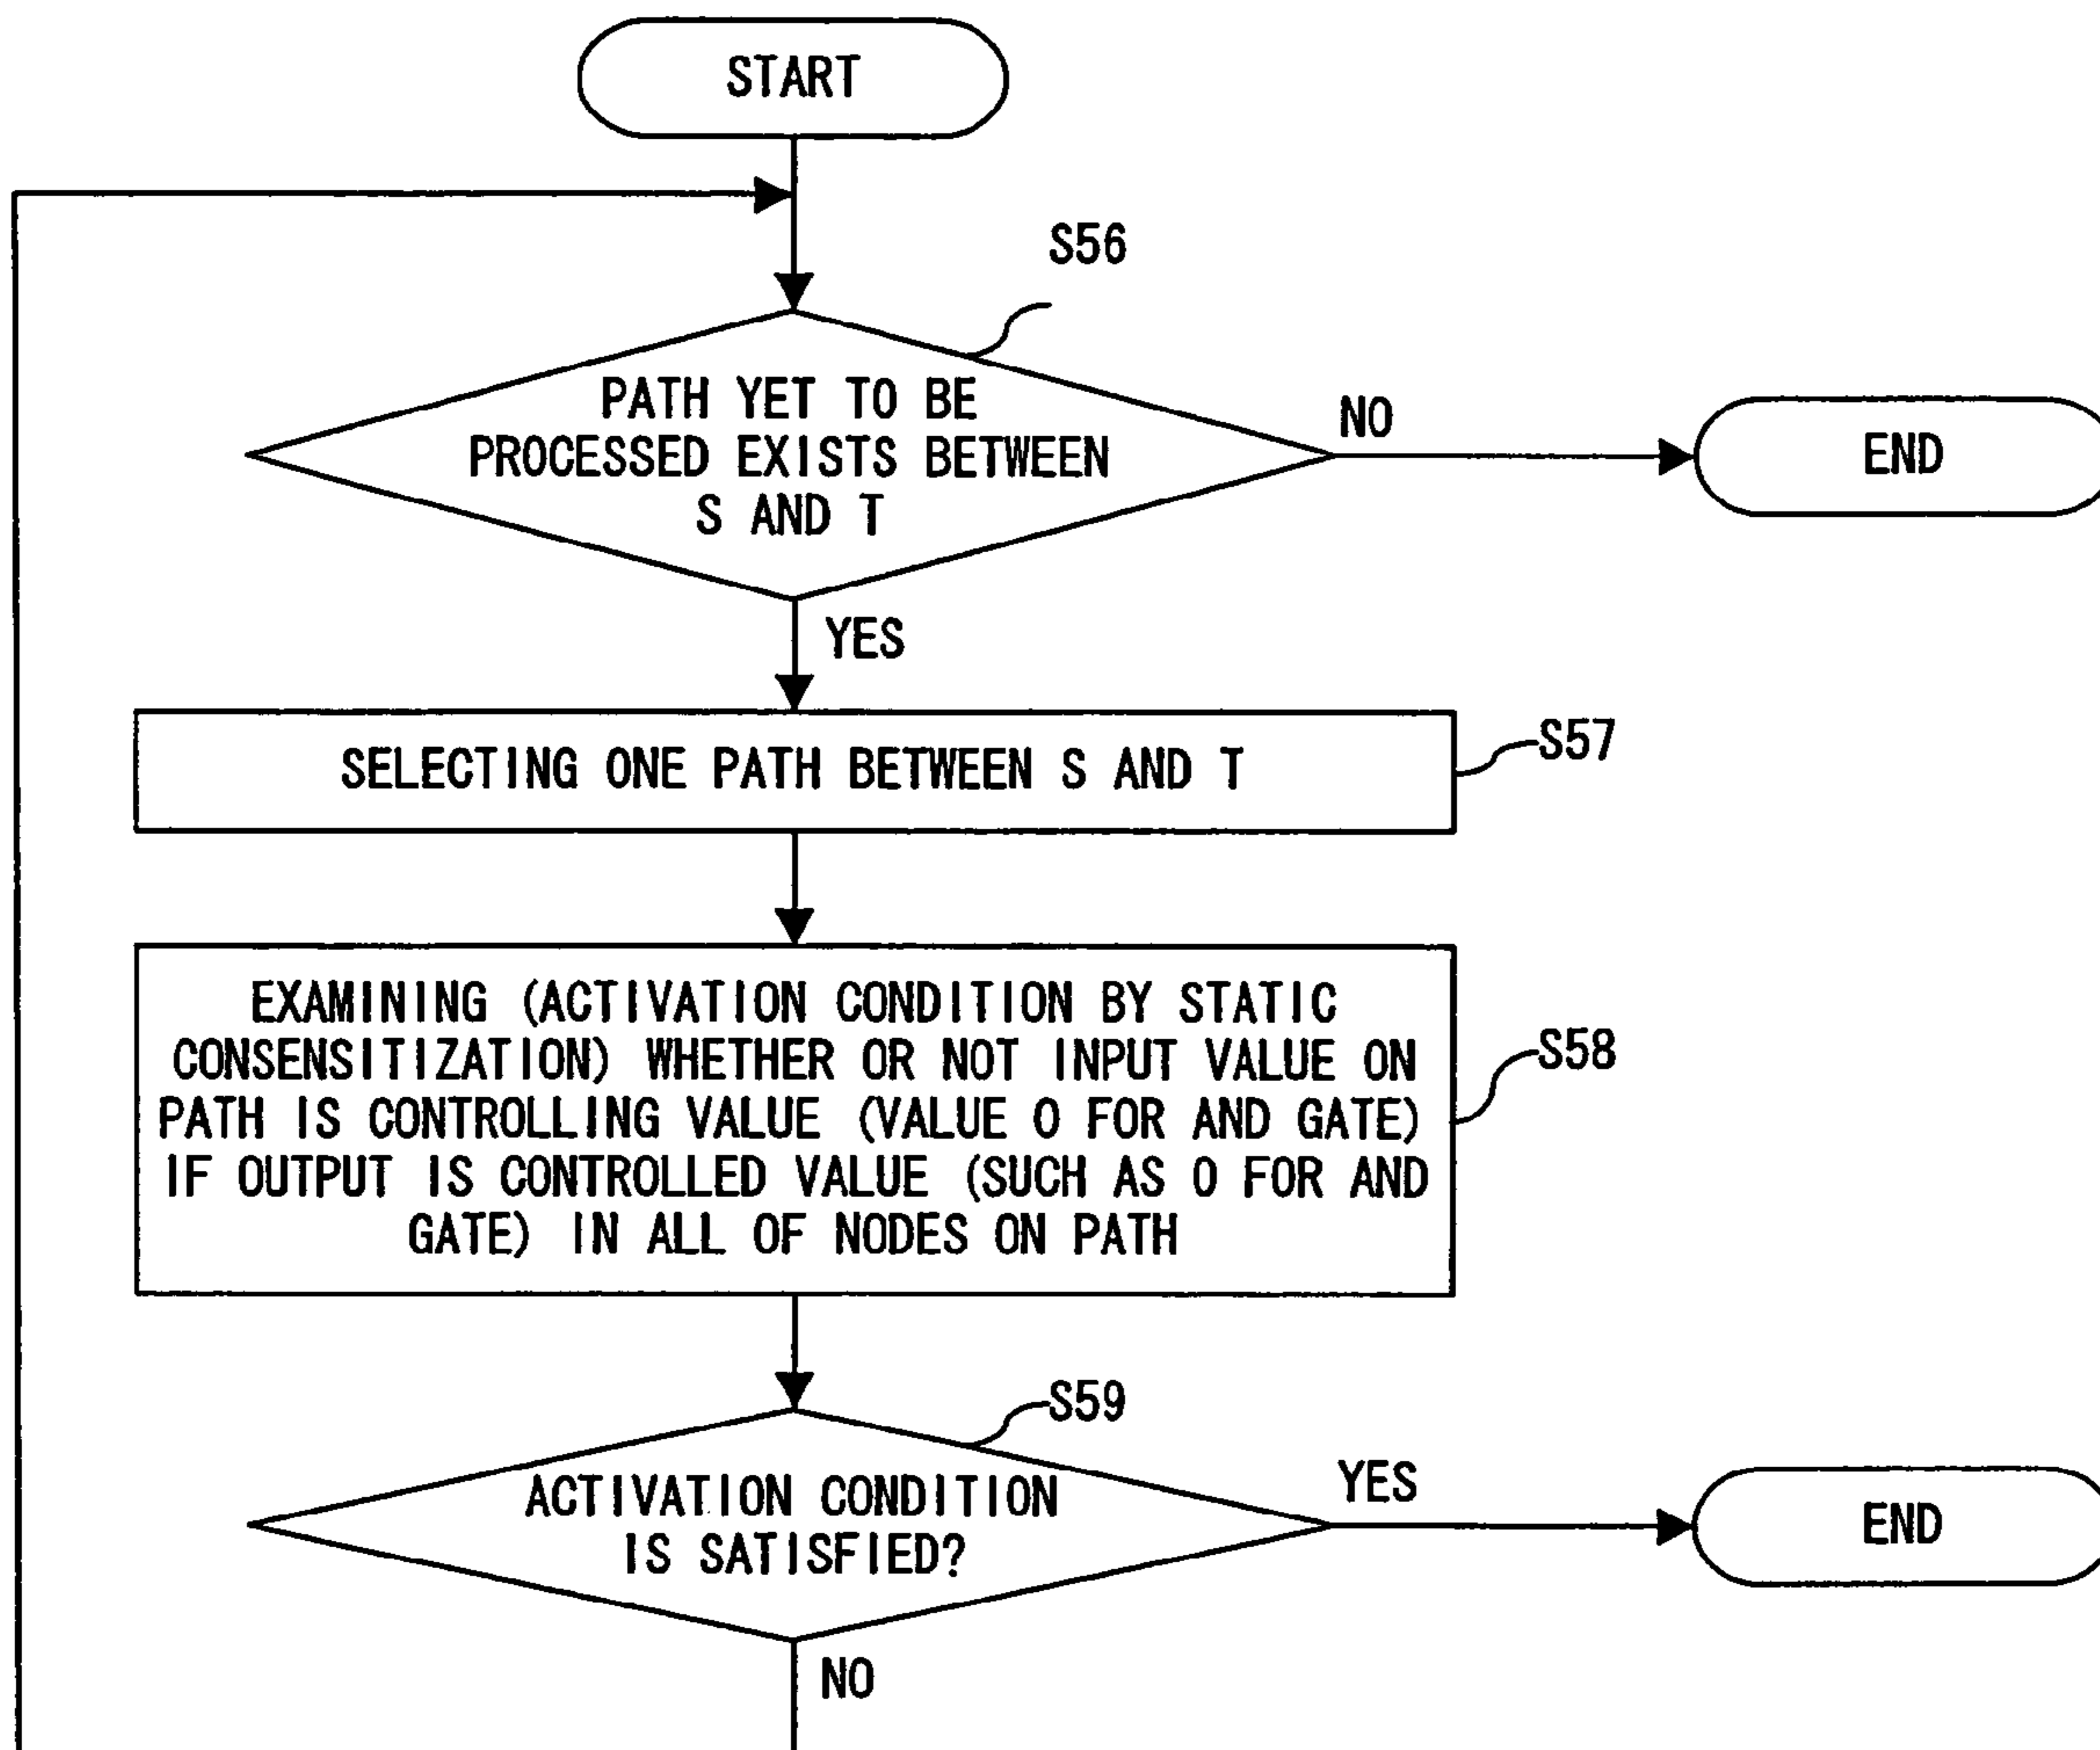 START
S56
PATH YET TO BE
PROCESSED EXISTS BETWEEN
S AND T
NO
END
YES
SELECTING ONE PATH BETWEEN S AND T
S57
EXAMINING (ACTIVATION CONDITION BY STATIC
CONSENSITIZATION) WHETHER OR NOT INPUT VALUE ON
PATH IS CONTROLLING VALUE (VALUE 0 FOR AND GATE)
IF OUTPUT IS CONTROLLED VALUE (SUCH AS 0 FOR AND
GATE) IN ALL OF NODES ON PATH
S58
S59
ACTIVATION CONDITION
IS SATISFIED?
YES
END
NO